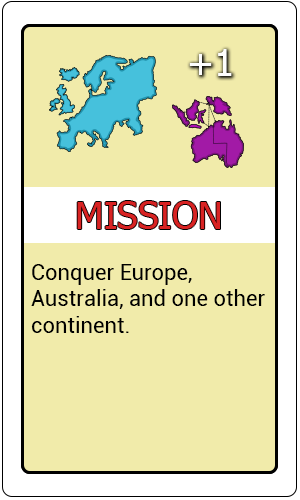 +1
MISSION
Conquer Europe,
Australia, and one other
continent.